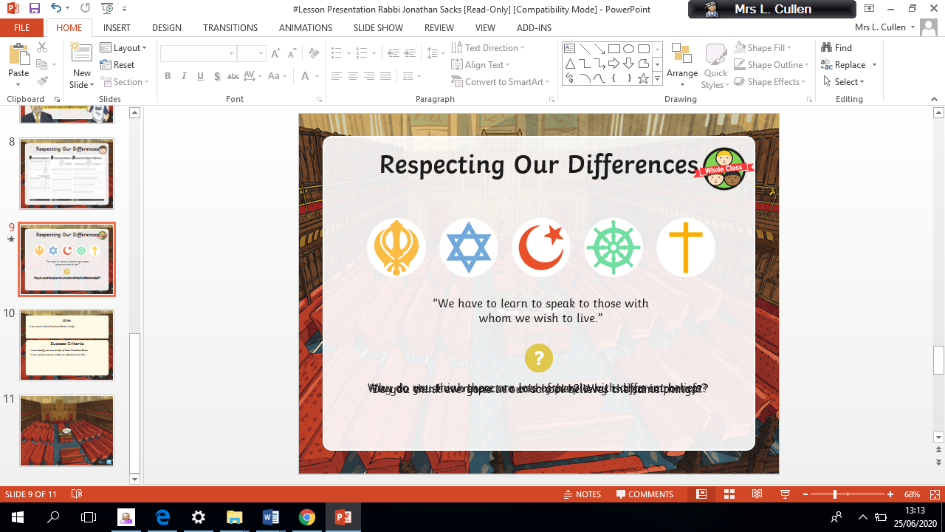 #Lesson Presentation Rabbi Jonathan Sacks [Read-Only] [Compatibility Mode] - PowerPoint
Mrs L. Cullen
FILE HOME INSERT DESIGN TRANSITIONS ANIMATIONS SLIDE SHOW REVIEW VIEW ADD-INS
Mrs L. Cullen
Paste
New
Slide
Layout
Reset
Section
B I U S abc AV Aa A
Text Direction
Align Text
Convert to SmartArt
Arrange
Quick
Styles
Shape Fill
Shape Outline
Shape Effects
Find
Replace
Select
Clipboard Slides Font Paragraph Drawing Editing
8
Respecting Our Differences
9
Respecting Our Differences
10
Success Criteria
11
Respecting Our Differences
Whole Class
“We have to learn to speak to those with
whom we wish to live.”
?
SLIDE 9 OF 11
NOTES
COMMENTS
68%
13:13
25/06/2020